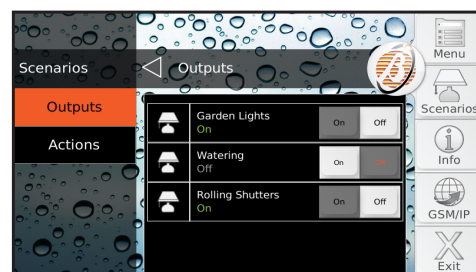 Scenarios
Outputs
Actions
Outputs
Garden Lights
On
On Off
Watering
Off
On Off
Rolling Shutters
On
On Off
Menu
Scenarios
Info
GSM/IP
Exit